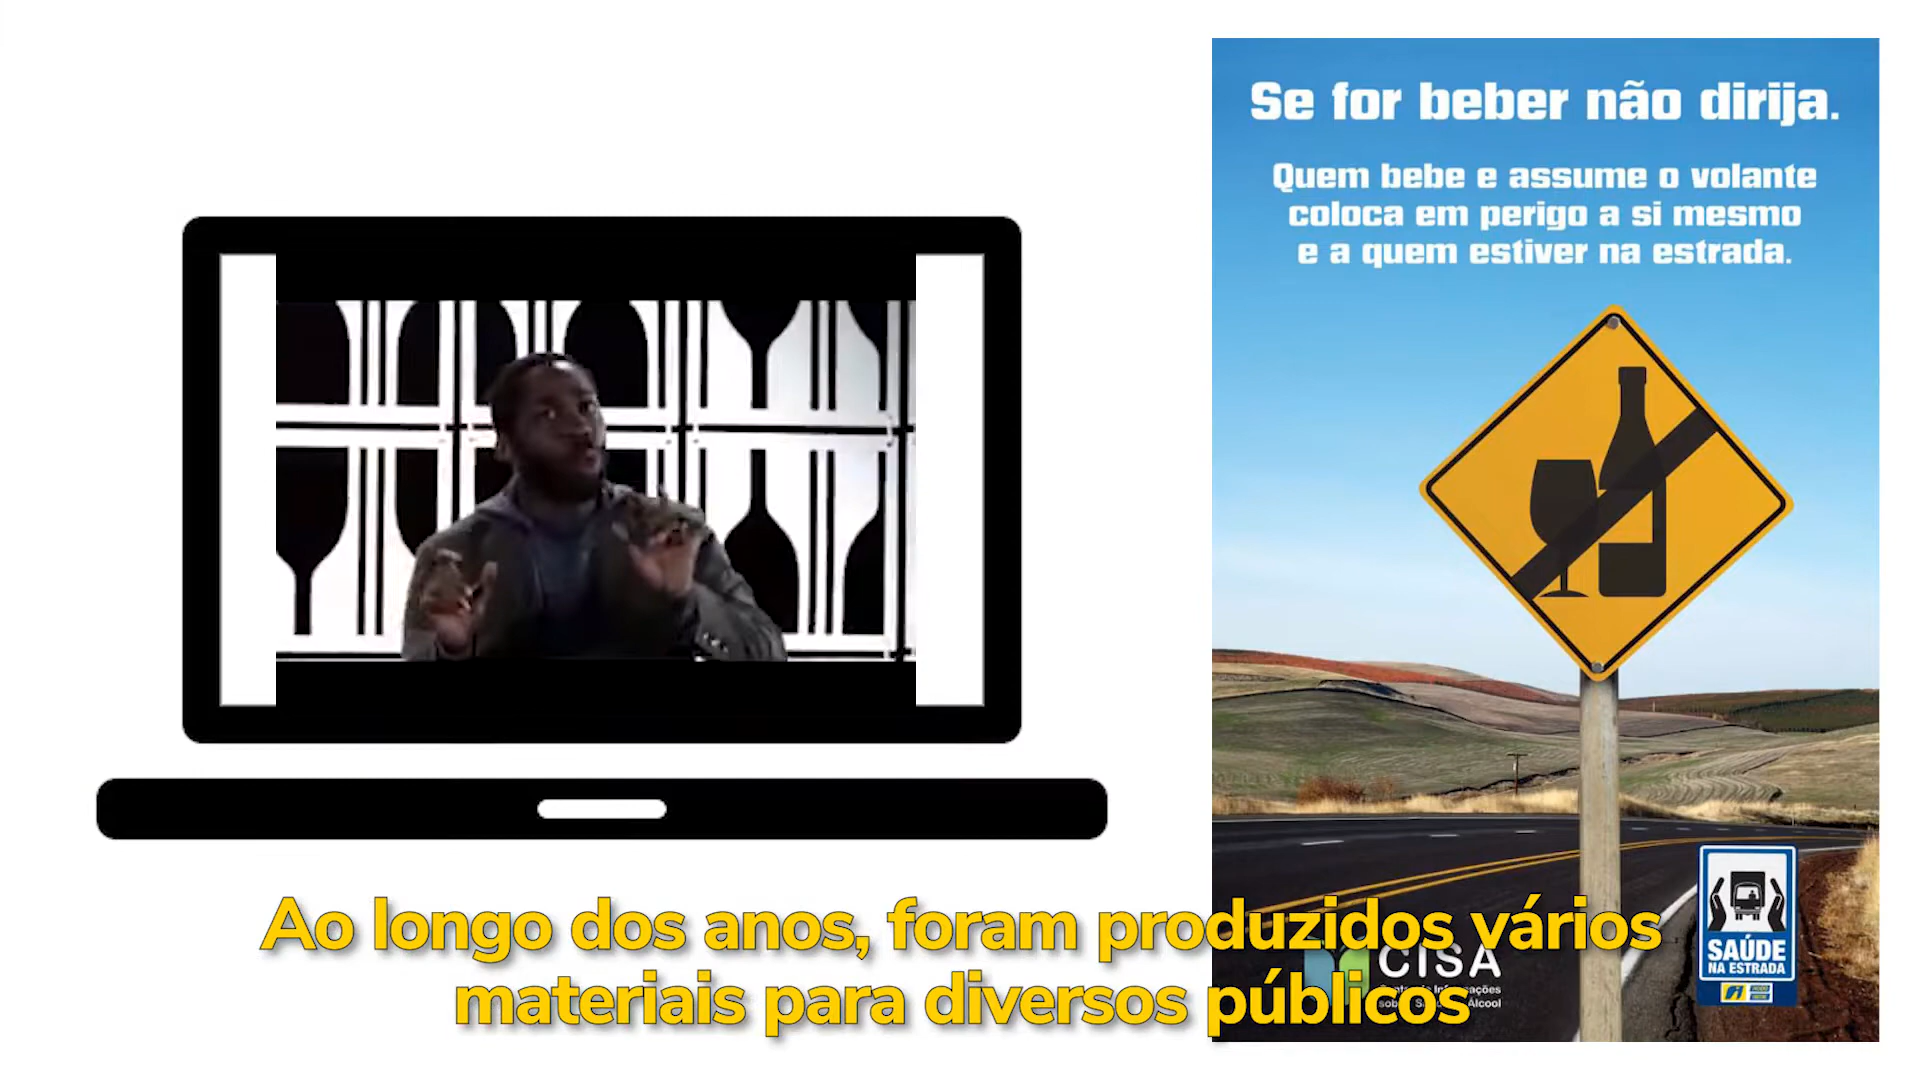 Se for beber não dirija.
Quem bebe e assume o volante
coloca em perigo a si mesmo
e a quem estiver na estrada.
SAÚDE
NA ESTRADA
CISA
Ao longo dos anos, foram produzidos vários
materiais para diversos públicos